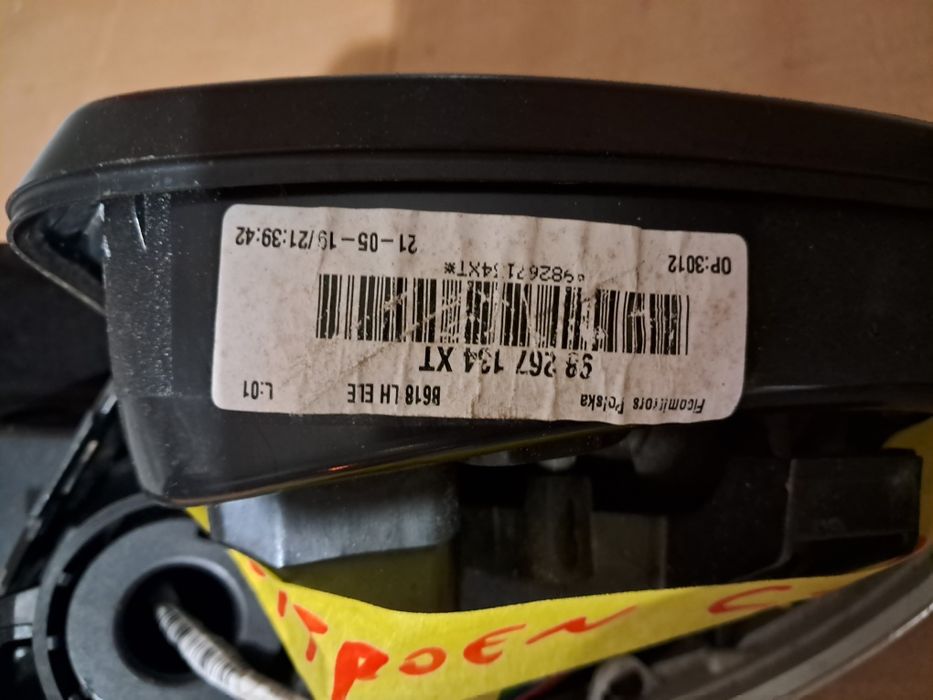 Ficomirrors Polska B618 LH ELE L:01
98 267 134 XT
*98267134XT*
OP:3012 21-05-19/21:39:42
CITROEN C